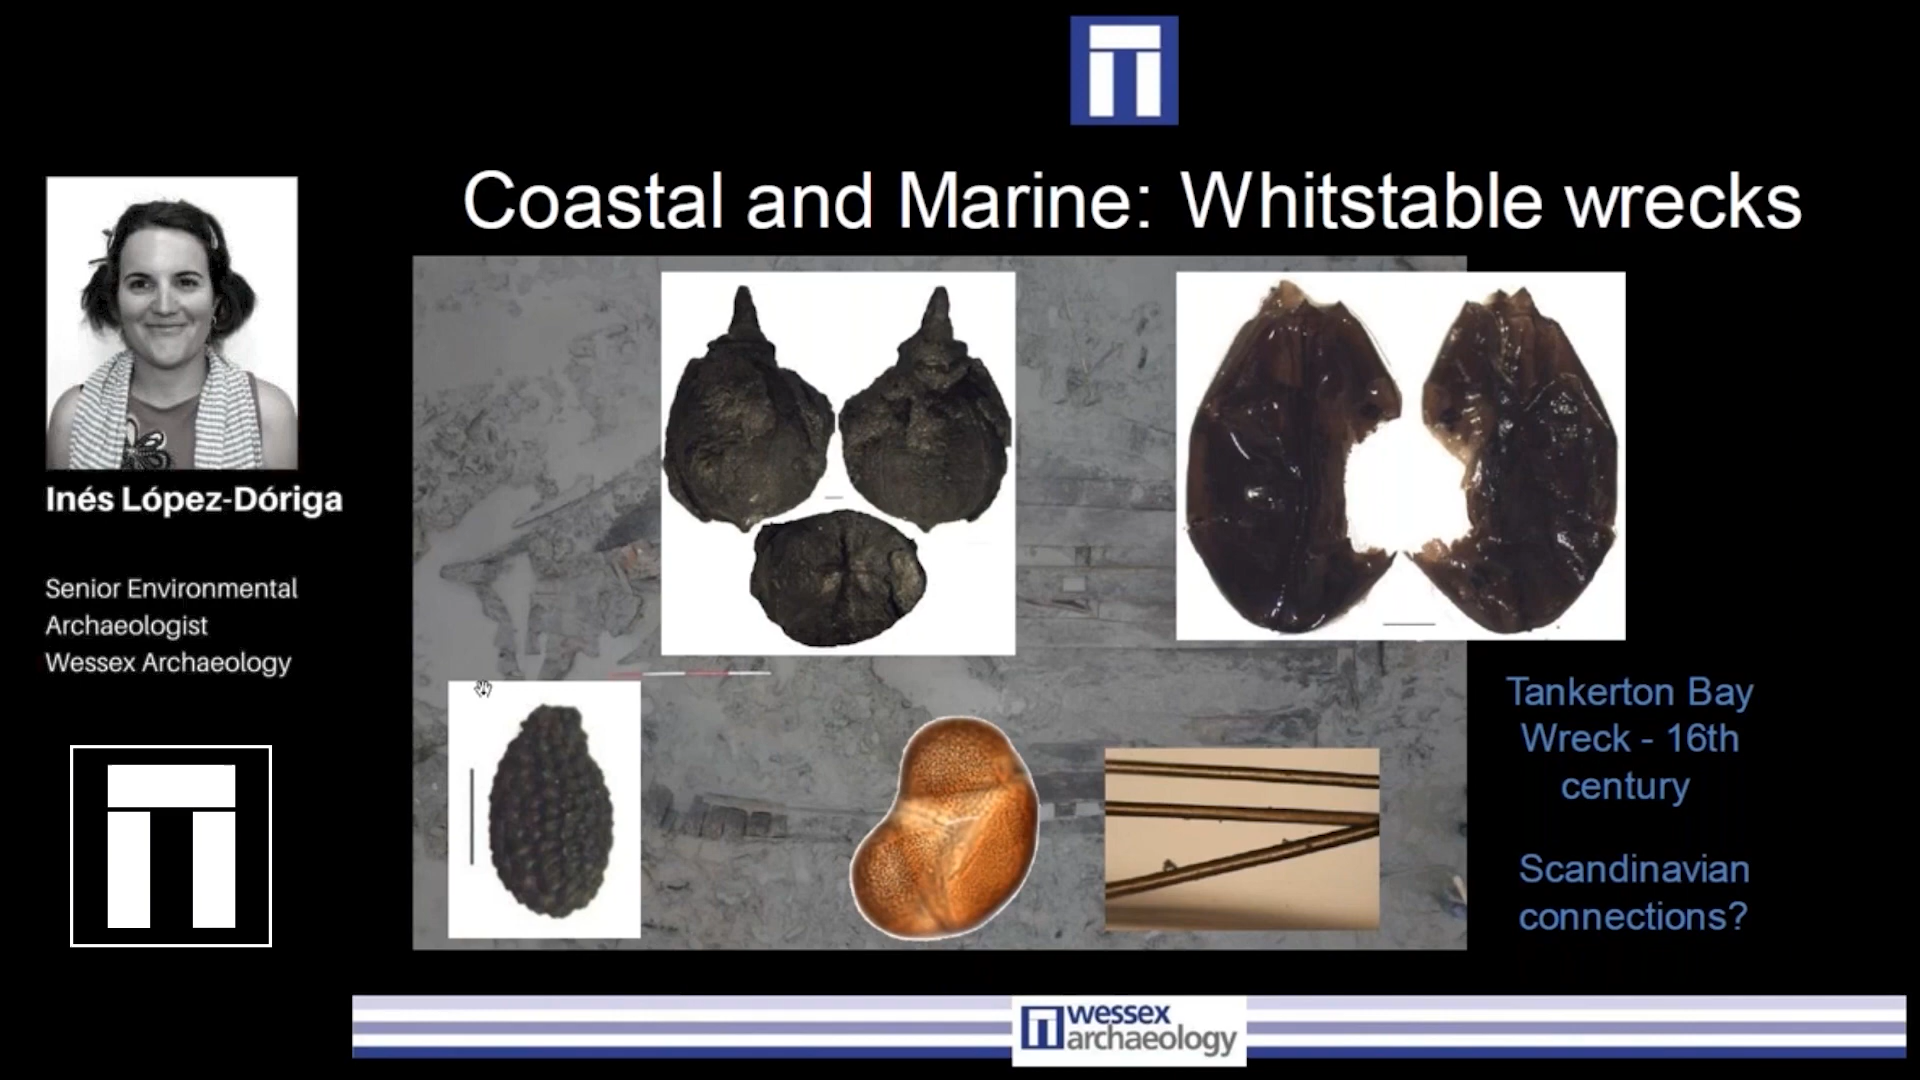 Coastal and Marine: Whitstable wrecks
Inés López-Dóriga
Senior Environmental
Archaeologist
Wessex Archaeology
Tankerton Bay
Wreck - 16th
century
Scandinavian
connections?
wessex
archaeology